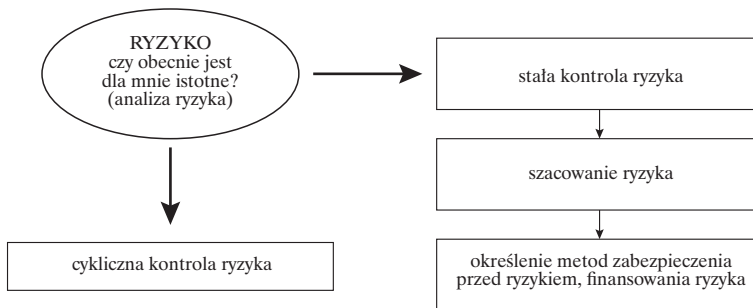 RYZYKO
czy obecnie jest
dla mnie istotne?
(analiza ryzyka)
stała kontrola ryzyka
szacowanie ryzyka
cykliczna kontrola ryzyka
określenie metod zabezpieczenia
przed ryzykiem, finansowania ryzyka